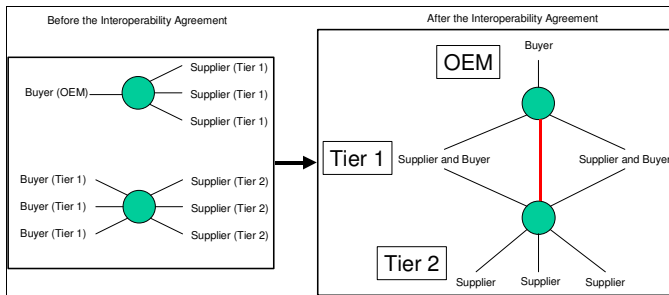 Before the Interoperability Agreement
After the Interoperability Agreement
Supplier (Tier 1)
Buyer (OEM)
Supplier (Tier 1)
Supplier (Tier 1)
Buyer (Tier 1)
Supplier (Tier 2)
Buyer (Tier 1)
Supplier (Tier 2)
Buyer (Tier 1)
Supplier (Tier 2)
Buyer
OEM
Tier 1
Supplier and Buyer
Supplier and Buyer
Tier 2
Supplier
Supplier
Supplier